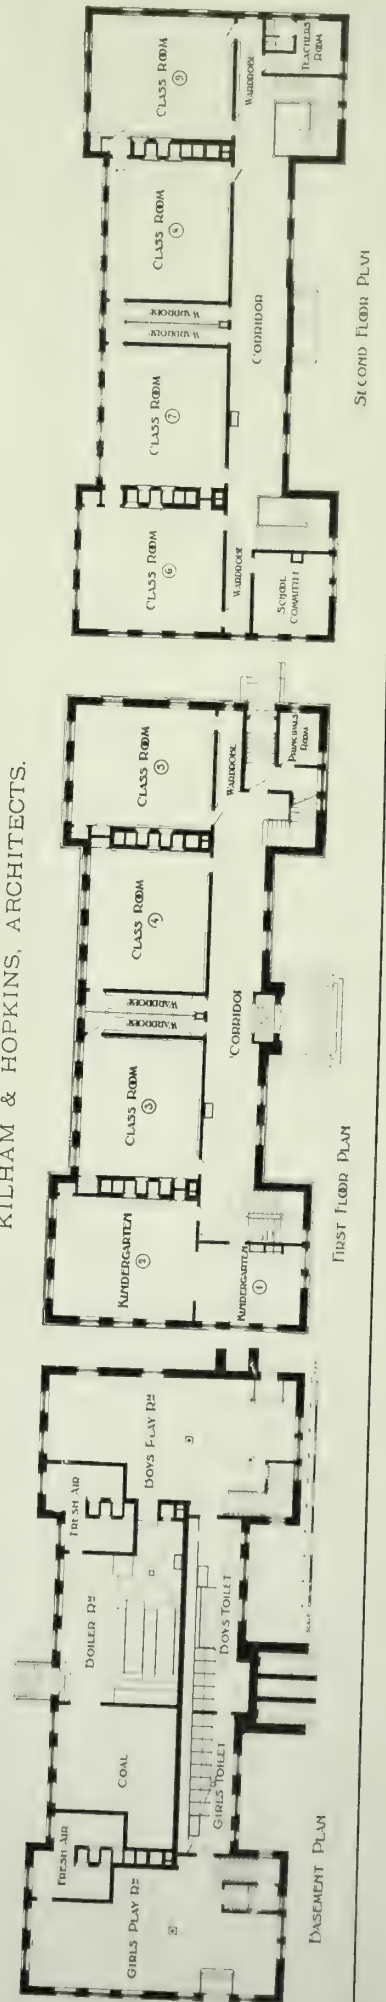 KILHAM & HOPKINS, ARCHITECTS.
GIRLS PLAY RM
FRESH AIR
COAL
BOILER RM
FRESH AIR
BOYS PLAY RM
GIRLS TOILET
BOYS TOILET
BASEMENT PLAN
KINDERGARTEN
2
CLASS ROOM
3
WARDROBE
WARDROBE
CLASS ROOM
4
CLASS ROOM
5
KINDERGARTEN
1
CORRIDOR
WARDROBE
PRINCIPALS
ROOM
FIRST FLOOR PLAN
CLASS ROOM
6
CLASS ROOM
7
WARDROBE
WARDROBE
CLASS ROOM
8
CLASS ROOM
9
WARDROBE
SCHOOL
COMMITTEE
CORRIDOR
WARDROBE
TEACHERS
ROOM
SECOND FLOOR PLAN